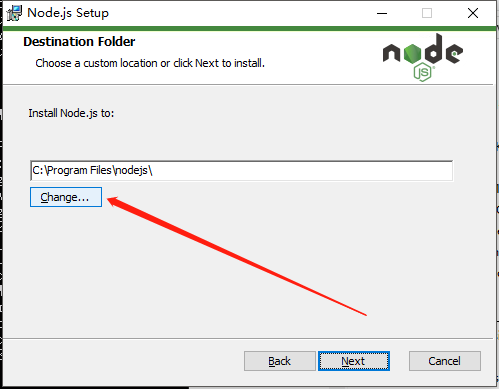 Node.js Setup
Destination Folder
Choose a custom location or click Next to install.
node
JS
Install Node.js to:
C:\Program Files\nodejs\
Change...
Back
Next
Cancel